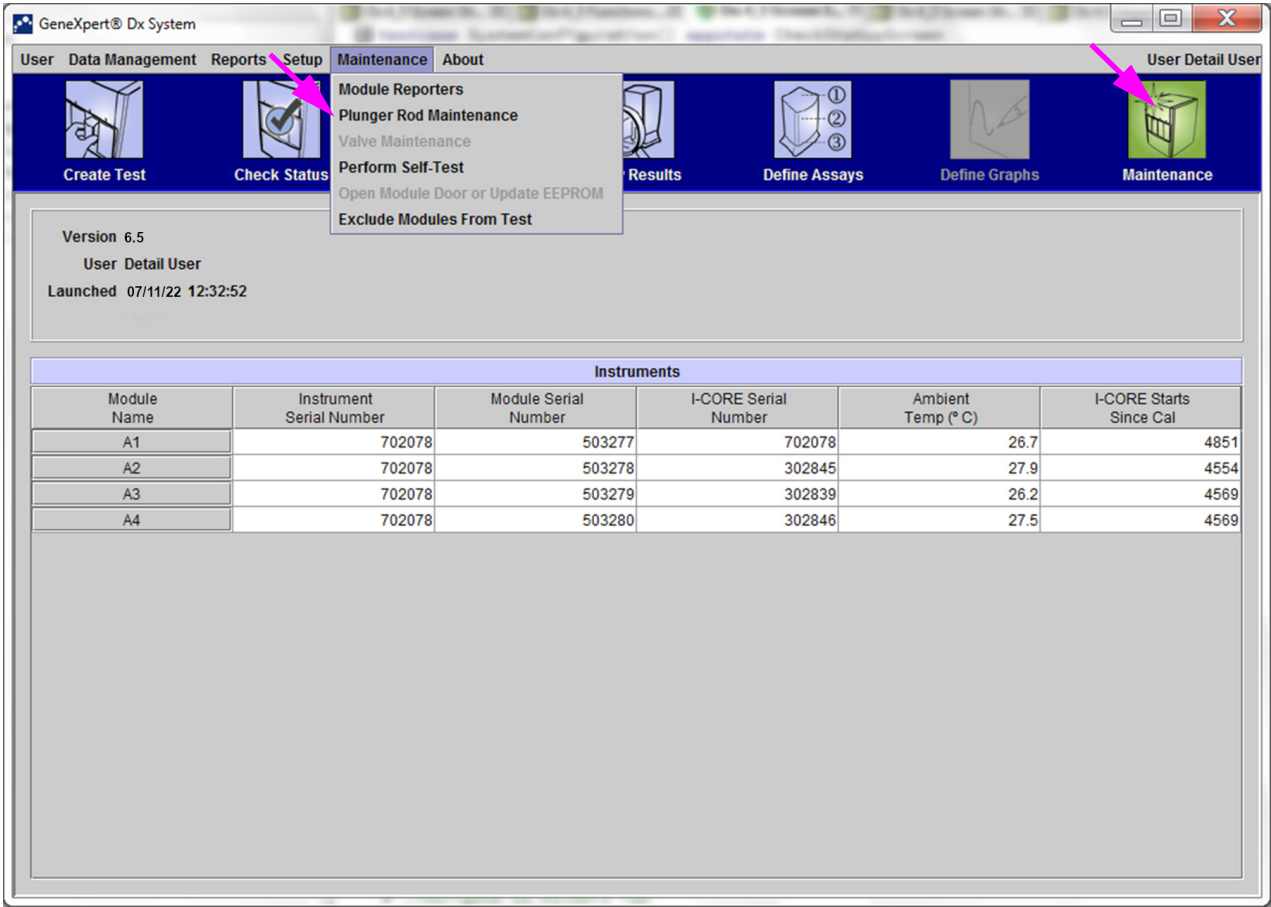 GeneXpert® Dx System
User Data Management Reports Setup Maintenance About User Detail User
Module Reporters
Plunger Rod Maintenance
Valve Maintenance
Perform Self-Test
Open Module Door or Update EEPROM
Exclude Modules From Test
Create Test Check Status Results Define Assays Define Graphs Maintenance
Version 6.5
User Detail User
Launched 07/11/22 12:32:52
Instruments
Module Name Instrument Serial Number Module Serial Number I-CORE Serial Number Ambient Temp (° C) I-CORE Starts Since Cal
A1 702078 503277 702078 26.7 4851
A2 702078 503278 302845 27.9 4554
A3 702078 503279 302839 26.2 4569
A4 702078 503280 302846 27.5 4569